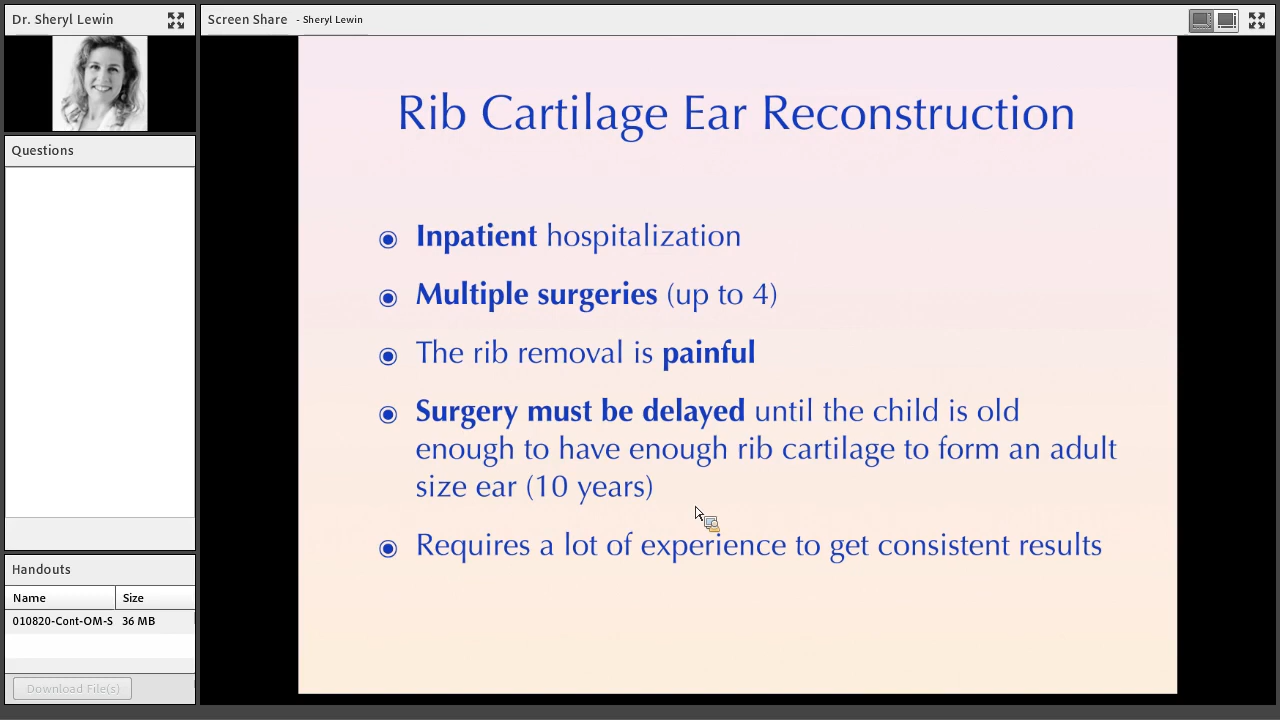 Dr. Sheryl Lewin
Screen Share - Sheryl Lewin
Questions
Handouts
Name Size
010820-Cont-OM-S 36 MB
Download File(s)
Rib Cartilage Ear Reconstruction
Inpatient hospitalization
Multiple surgeries (up to 4)
The rib removal is painful
Surgery must be delayed until the child is old
enough to have enough rib cartilage to form an adult
size ear (10 years)
Requires a lot of experience to get consistent results